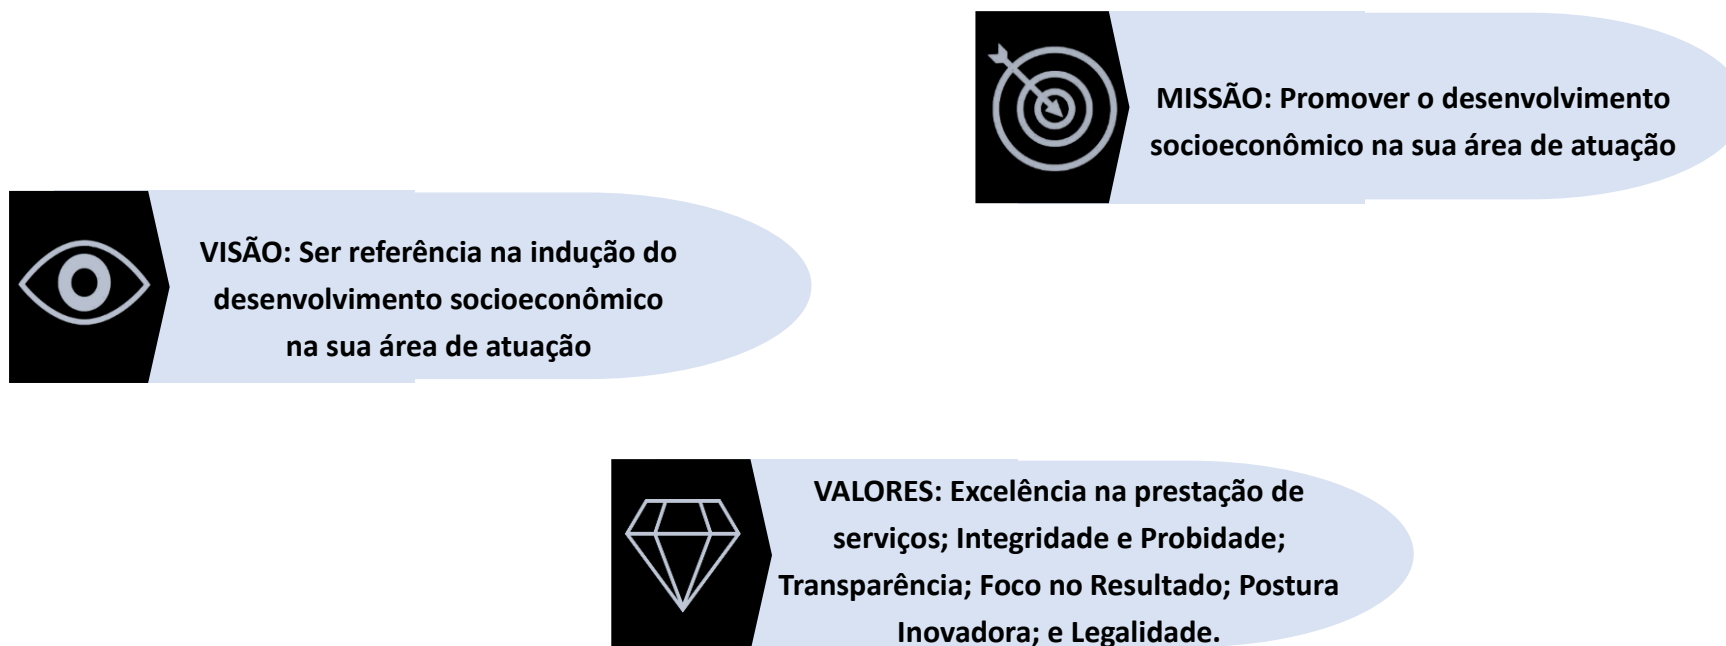 MISSÃO: Promover o desenvolvimento
socioeconômico na sua área de atuação
VISÃO: Ser referência na indução do
desenvolvimento socioeconômico
na sua área de atuação
VALORES: Excelência na prestação de
serviços; Integridade e Probidade;
Transparência; Foco no Resultado; Postura
Inovadora; e Legalidade.